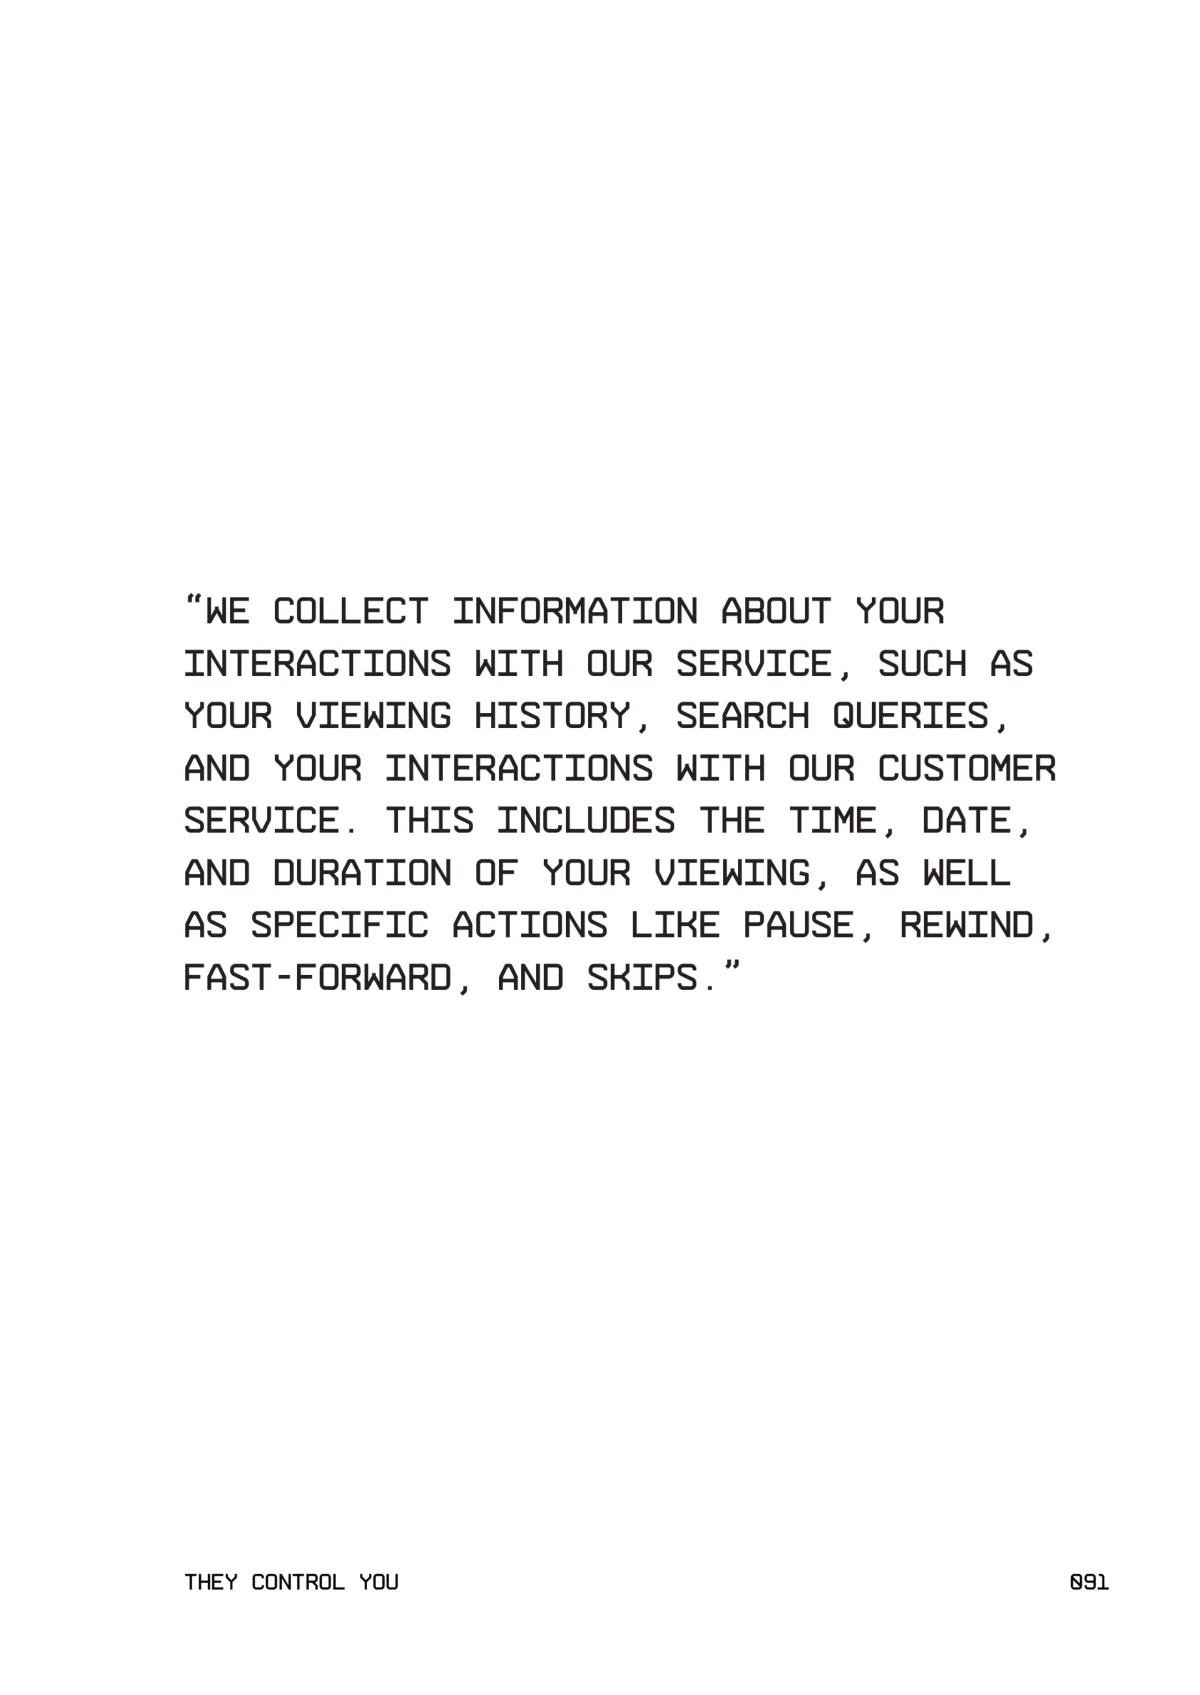 “WE COLLECT INFORMATION ABOUT YOUR
INTERACTIONS WITH OUR SERVICE, SUCH AS
YOUR VIEWING HISTORY, SEARCH QUERIES,
AND YOUR INTERACTIONS WITH OUR CUSTOMER
SERVICE. THIS INCLUDES THE TIME, DATE,
AND DURATION OF YOUR VIEWING, AS WELL
AS SPECIFIC ACTIONS LIKE PAUSE, REWIND,
FAST-FORWARD, AND SKIPS.”
THEY CONTROL YOU
091